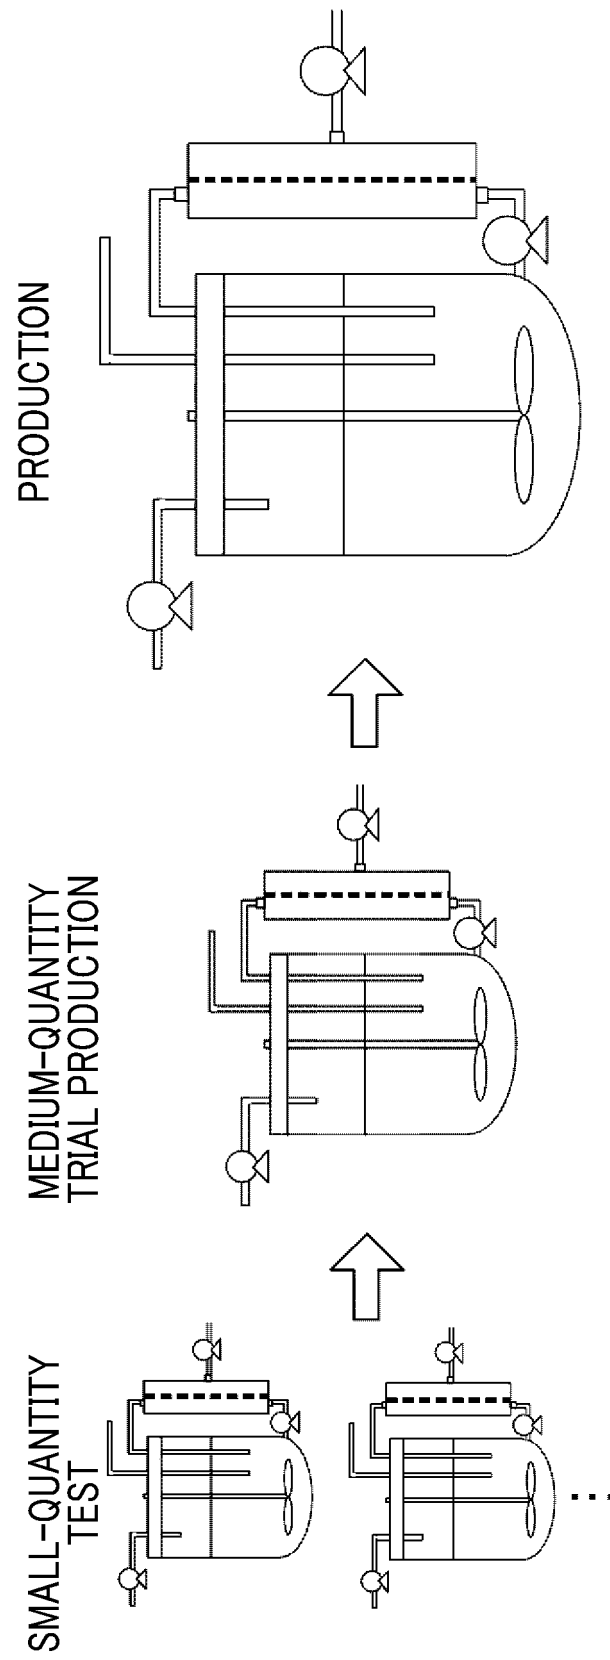 SMALL-QUANTITY
TEST
MEDIUM-QUANTITY
TRIAL PRODUCTION
PRODUCTION